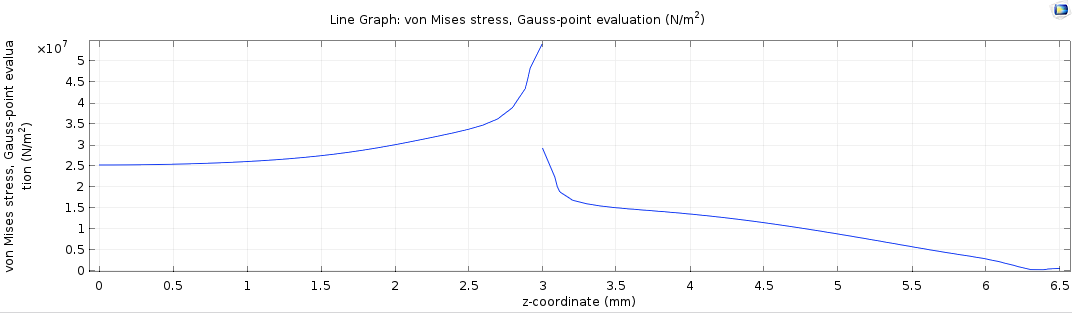 Line Graph: von Mises stress, Gauss-point evaluation (N/m²)
×10⁷
5
4.5
4
3.5
3
2.5
2
1.5
1
0.5
0
von Mises stress, Gauss-point evalua
tion (N/m²)
0 0.5 1 1.5 2 2.5 3 3.5 4 4.5 5 5.5 6 6.5
z-coordinate (mm)